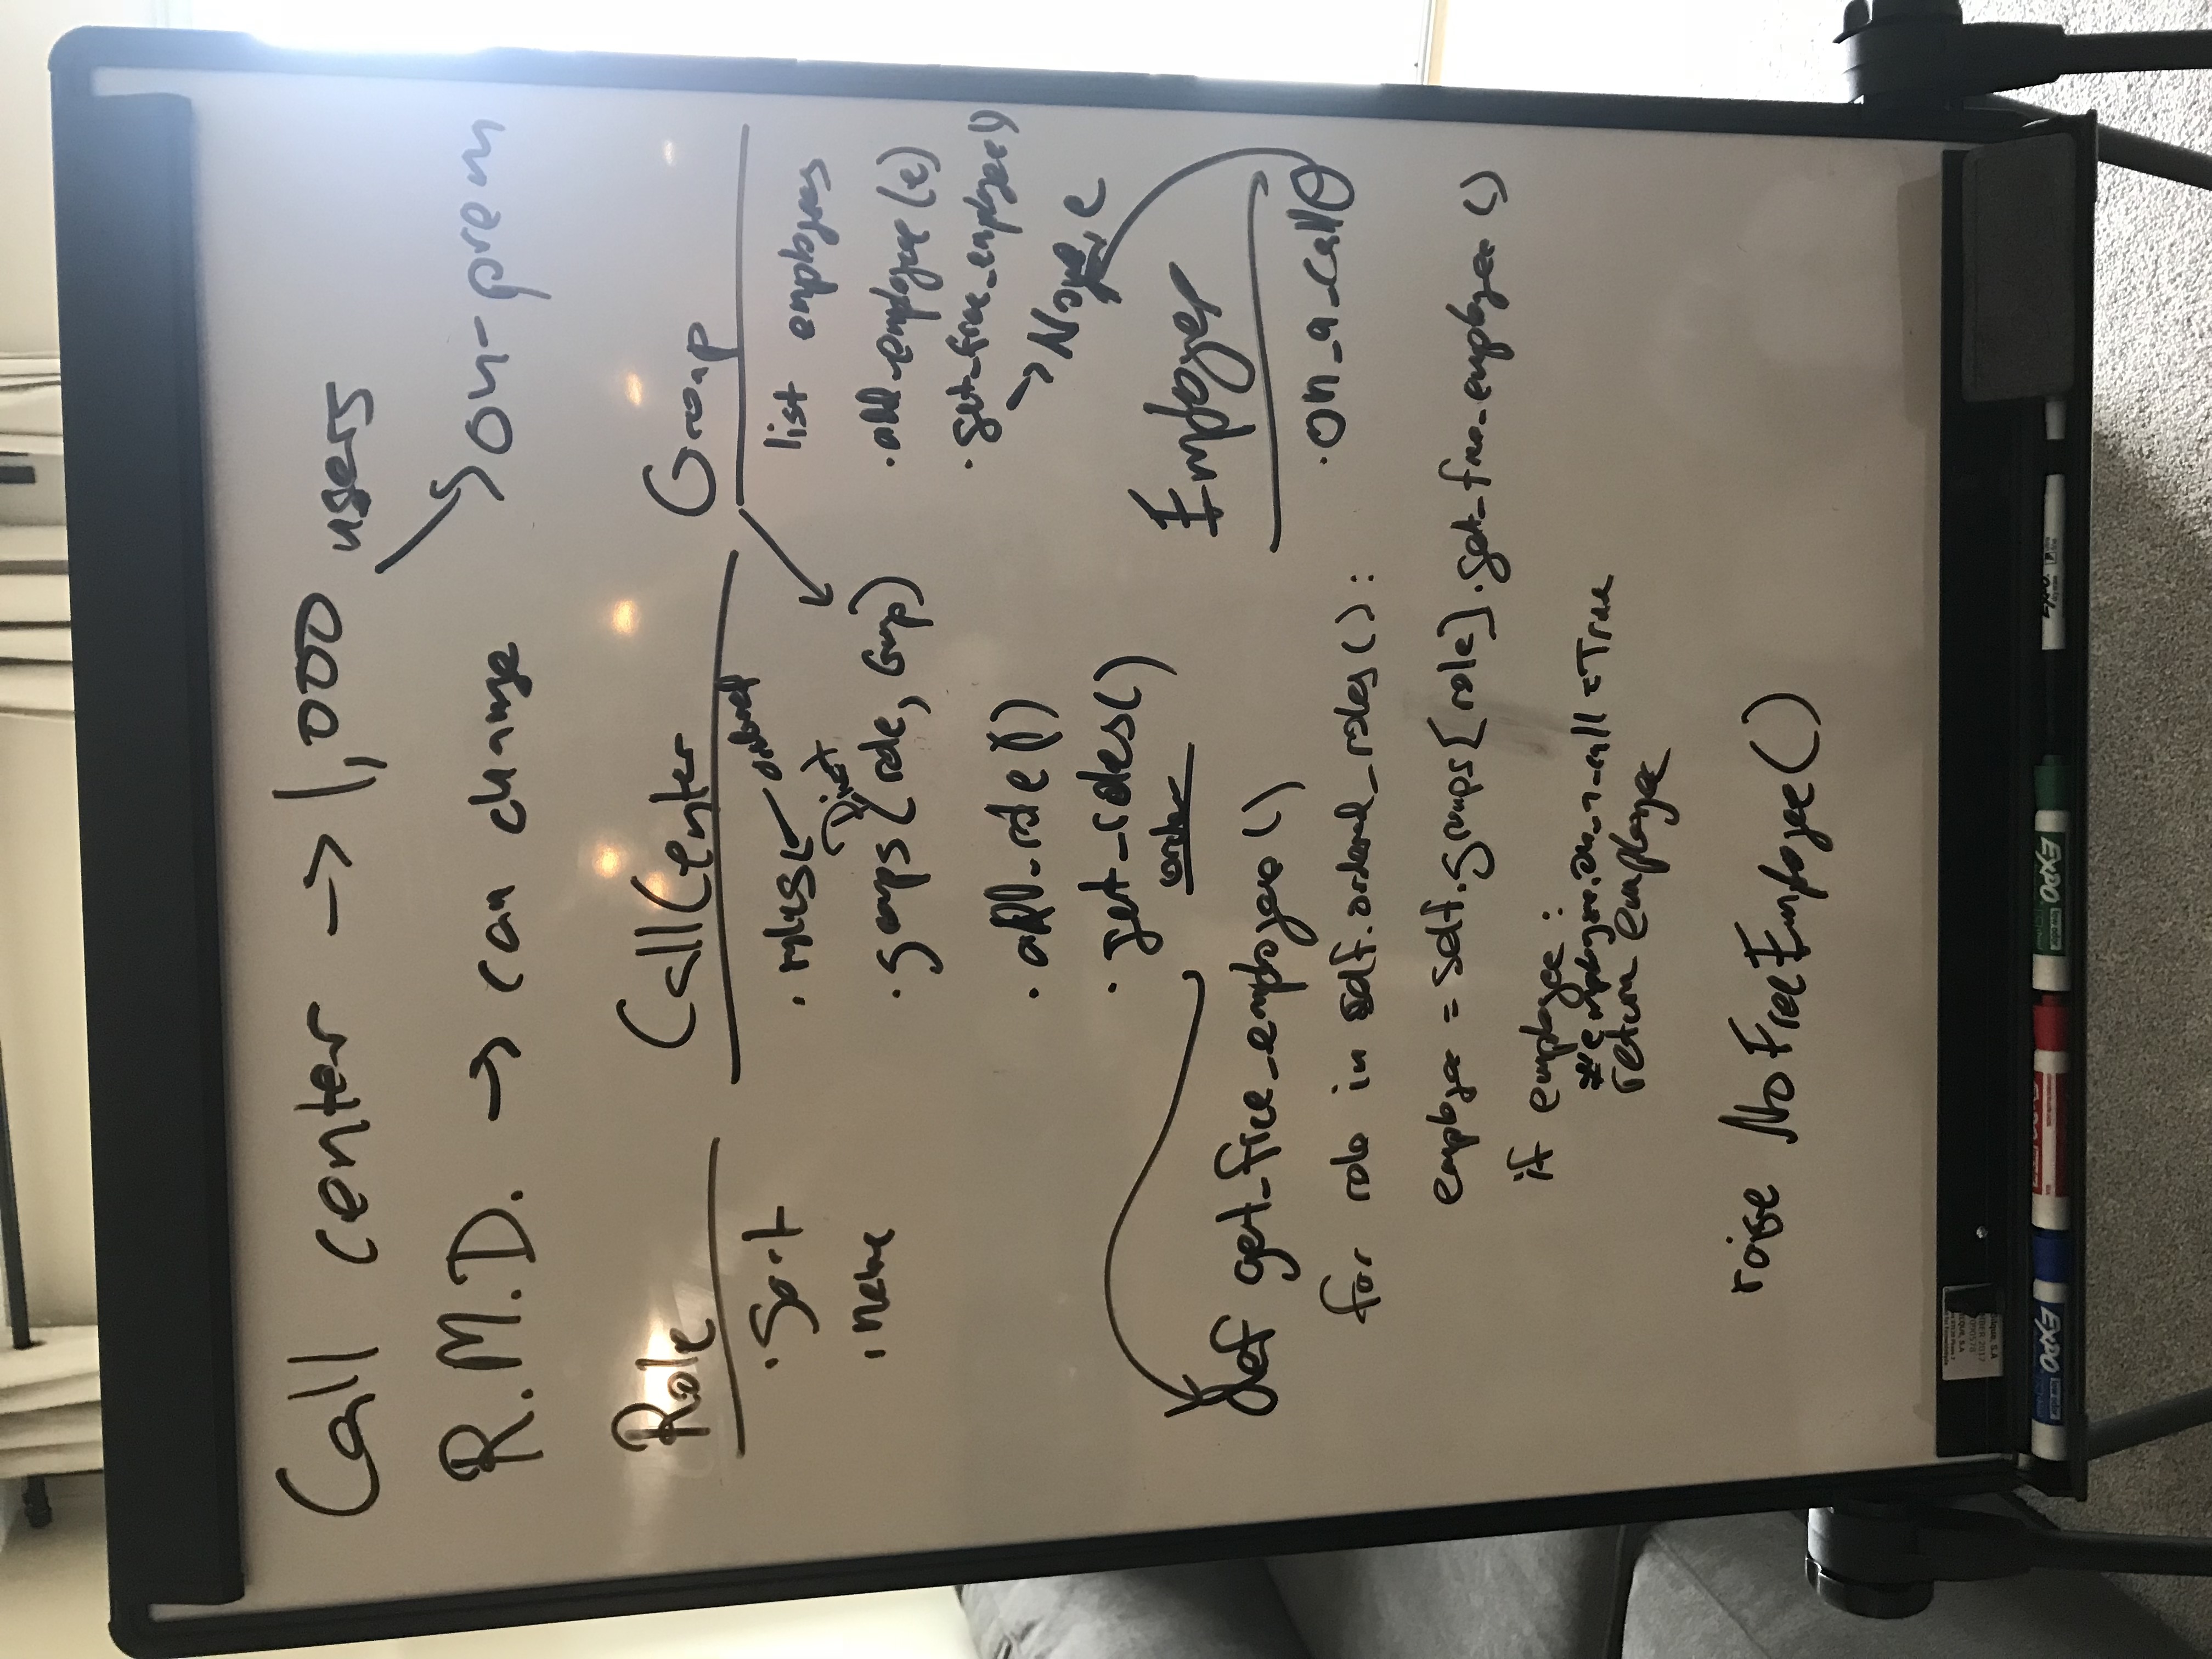 Call center -> 1,000 users
R.M.D. -> can change
on-prem
Role
· Sort
· name
CallCenter
· roles
ordered
Dict
· groups (role, Group)
· add_role()
· get_roles()
order
Group
list employees
· add_employee(e)
· get_free_employee()
-> None, e
Employee
· on_a_call
def get_free_employee()
for role in self.ordered_roles():
employee = self.groups[role].get_free_employee()
if employee:
employee.on_a_call = True
return employee
raise NoFreeEmployee()
EXPO
EXPO
EXPO